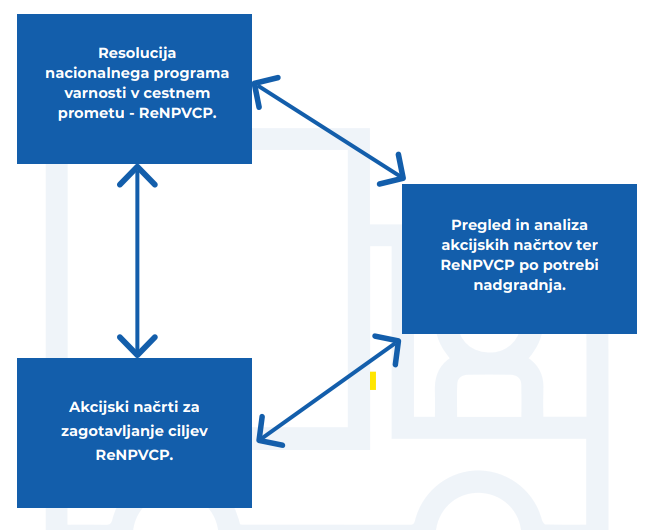 Resolucija
nacionalnega programa
varnosti v cestnem
prometu - ReNPVCP.
Pregled in analiza
akcijskih načrtov ter
ReNPVCP po potrebi
nadgradnja.
Akcijski načrti za
zagotavljanje ciljev
ReNPVCP.